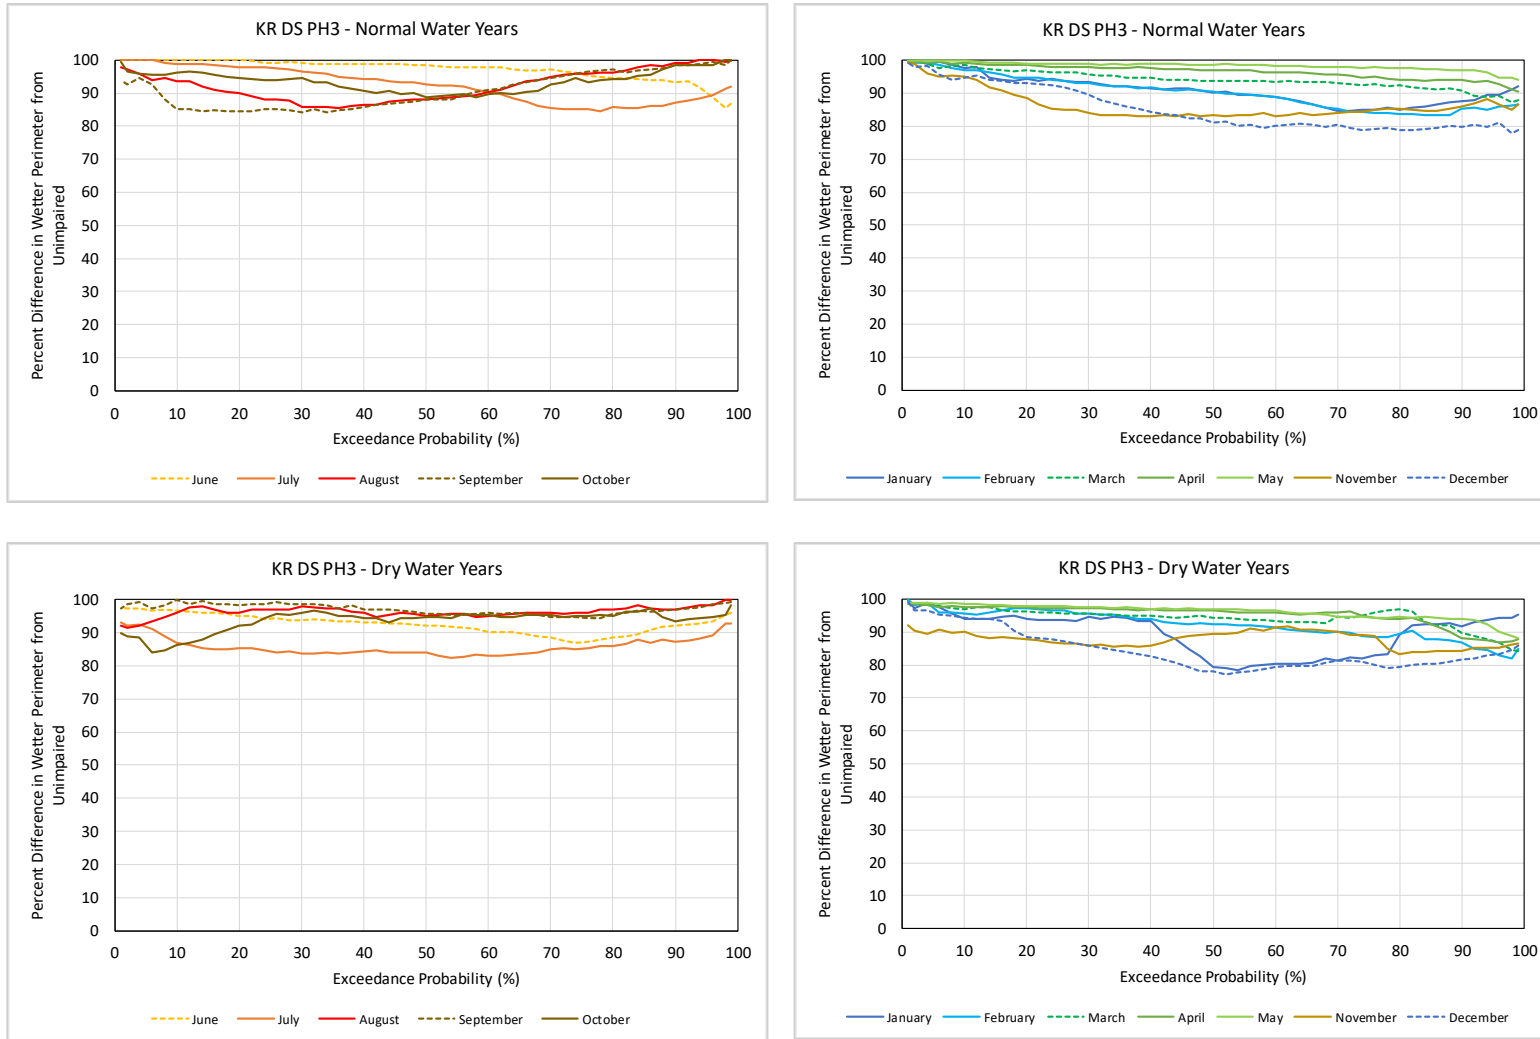 KR DS PH3 - Normal Water Years
Percent Difference in Wetter Perimeter from
Unimpaired
100
90
80
70
60
50
40
30
20
10
0
0 10 20 30 40 50 60 70 80 90 100
Exceedance Probability (%)
June July August September October
KR DS PH3 - Normal Water Years
Percent Difference in Wetter Perimeter from
Unimpaired
100
90
80
70
60
50
40
30
20
10
0
0 10 20 30 40 50 60 70 80 90 100
Exceedance Probability (%)
January February March April May November December
KR DS PH3 - Dry Water Years
Percent Difference in Wetter Perimeter from
Unimpaired
100
90
80
70
60
50
40
30
20
10
0
0 10 20 30 40 50 60 70 80 90 100
Exceedance Probability (%)
June July August September October
KR DS PH3 - Dry Water Years
Percent Difference in Wetter Perimeter from
Unimpaired
100
90
80
70
60
50
40
30
20
10
0
0 10 20 30 40 50 60 70 80 90 100
Exceedance Probability (%)
January February March April May November December